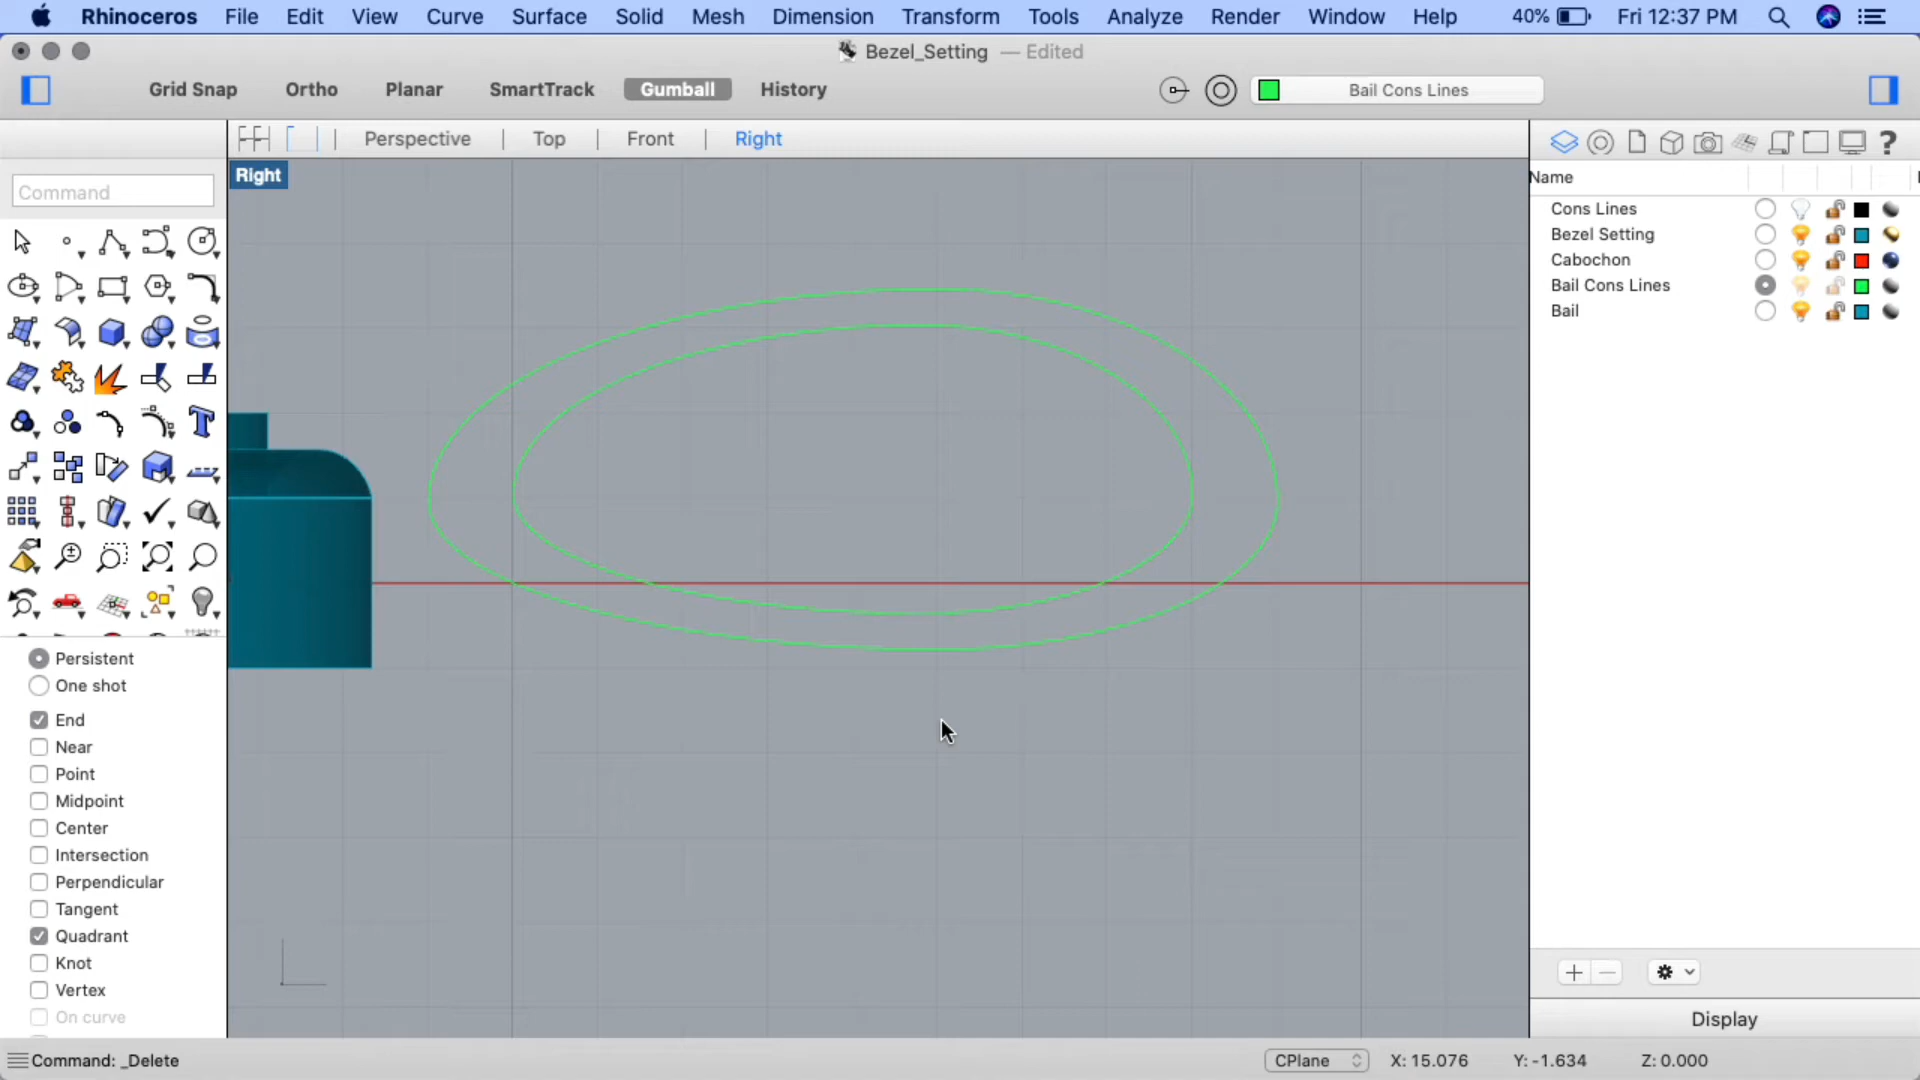 Rhinoceros File Edit View Curve Surface Solid Mesh Dimension Transform Tools Analyze Render Window Help 40% Fri 12:37 PM
Bezel_Setting — Edited
Grid Snap Ortho Planar SmartTrack Gumball History Bail Cons Lines
Perspective Top Front Right
Right
Command
Name
Cons Lines
Bezel Setting
Cabochon
Bail Cons Lines
Bail
Persistent
One shot
End
Near
Point
Midpoint
Center
Intersection
Perpendicular
Tangent
Quadrant
Knot
Vertex
On curve
Display
Command: _Delete
CPlane X: 15.076 Y: -1.634 Z: 0.000